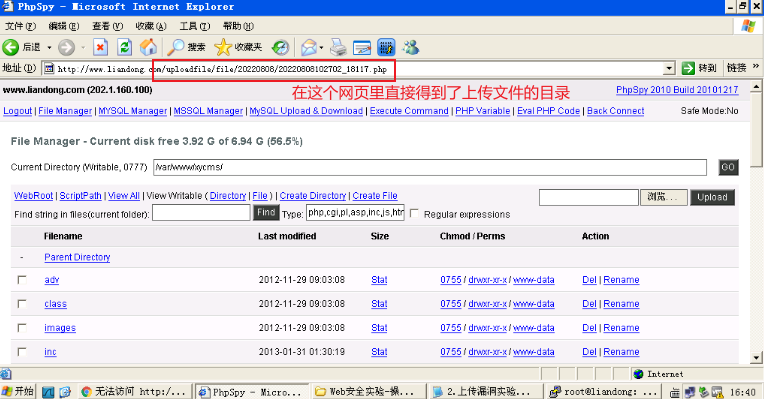 PhpSpy - Microsoft Internet Explorer
文件(F) 编辑(E) 查看(V) 收藏(A) 工具(T) 帮助(H)
后退 搜索 收藏夹
地址(D) http://www.liandong.com/uploadfile/file/20220808/20220808102702_18117.php 转到 链接 »
在这个网页里直接得到了上传文件的目录
www.liandong.com (202.1.160.100) PhpSpy 2010 Build 20101217
Logout | File Manager | MYSQL Manager | MSSQL Manager | MySQL Upload & Download | Execute Command | PHP Variable | Eval PHP Code | Back Connect Safe Mode:No
File Manager - Current disk free 3.92 G of 6.94 G (56.5%)
Current Directory (Writable, 0777) /var/www/xycms/ GO
WebRoot | ScriptPath | View All | View Writable ( Directory | File ) | Create Directory | Create File 浏览... Upload
Find string in files(current folder): Find Type: php,cgi,pl,asp,inc,js,htm Regular expressions
Filename Last modified Size Chmod / Perms Action
- Parent Directory
adv 2012-11-29 09:03:08 Stat 0755 / drwxr-xr-x / www-data Del | Rename
class 2012-11-29 09:03:08 Stat 0755 / drwxr-xr-x / www-data Del | Rename
images 2012-11-29 09:03:08 Stat 0755 / drwxr-xr-x / www-data Del | Rename
inc 2013-01-31 01:30:19 Stat 0755 / drwxr-xr-x / www-data Del | Rename
Internet
开始 无法访问 http:/... PhpSpy - Micro... Web安全实验-操... 2.上传漏洞实验... root@liandong: ... 16:40